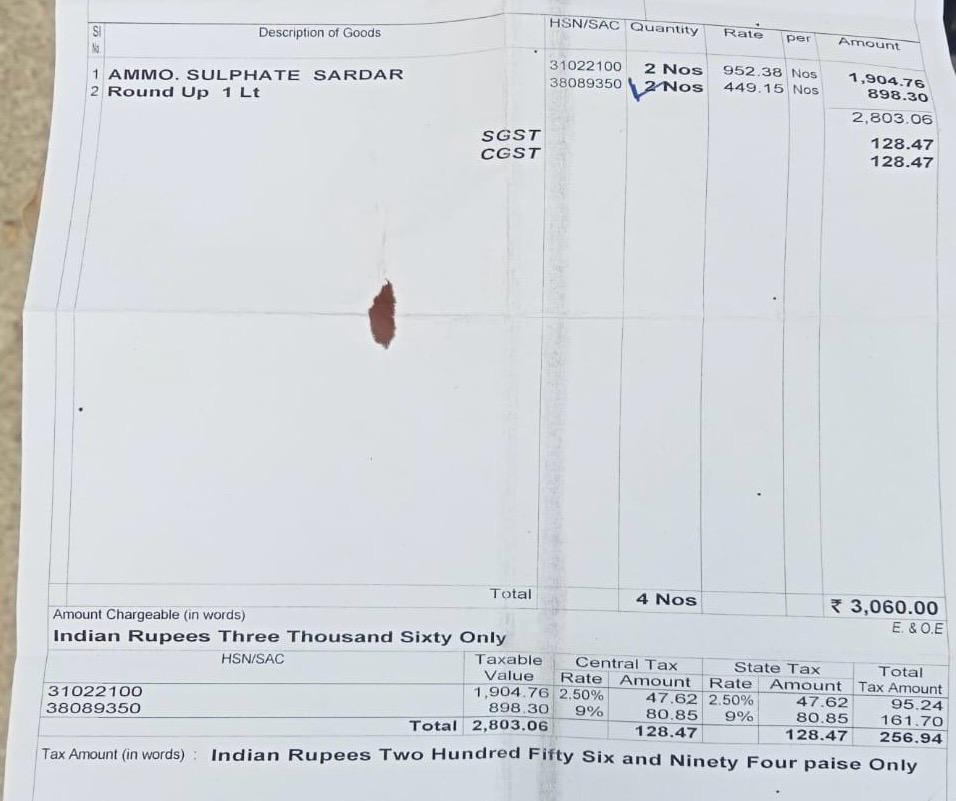 Sl No. Description of Goods HSN/SAC Quantity Rate per Amount
1 AMMO. SULPHATE SARDAR 31022100 2 Nos 952.38 Nos 1,904.76
2 Round Up 1 Lt 38089350 2 Nos 449.15 Nos 898.30
2,803.06
SGST 128.47
CGST 128.47
Total 4 Nos ₹ 3,060.00
Amount Chargeable (in words) E. & O.E
Indian Rupees Three Thousand Sixty Only
HSN/SAC Taxable Value Central Tax Rate Amount State Tax Rate Amount Total Tax Amount
31022100 1,904.76 2.50% 47.62 2.50% 47.62 95.24
38089350 898.30 9% 80.85 9% 80.85 161.70
Total 2,803.06 128.47 128.47 256.94
Tax Amount (in words) : Indian Rupees Two Hundred Fifty Six and Ninety Four paise Only